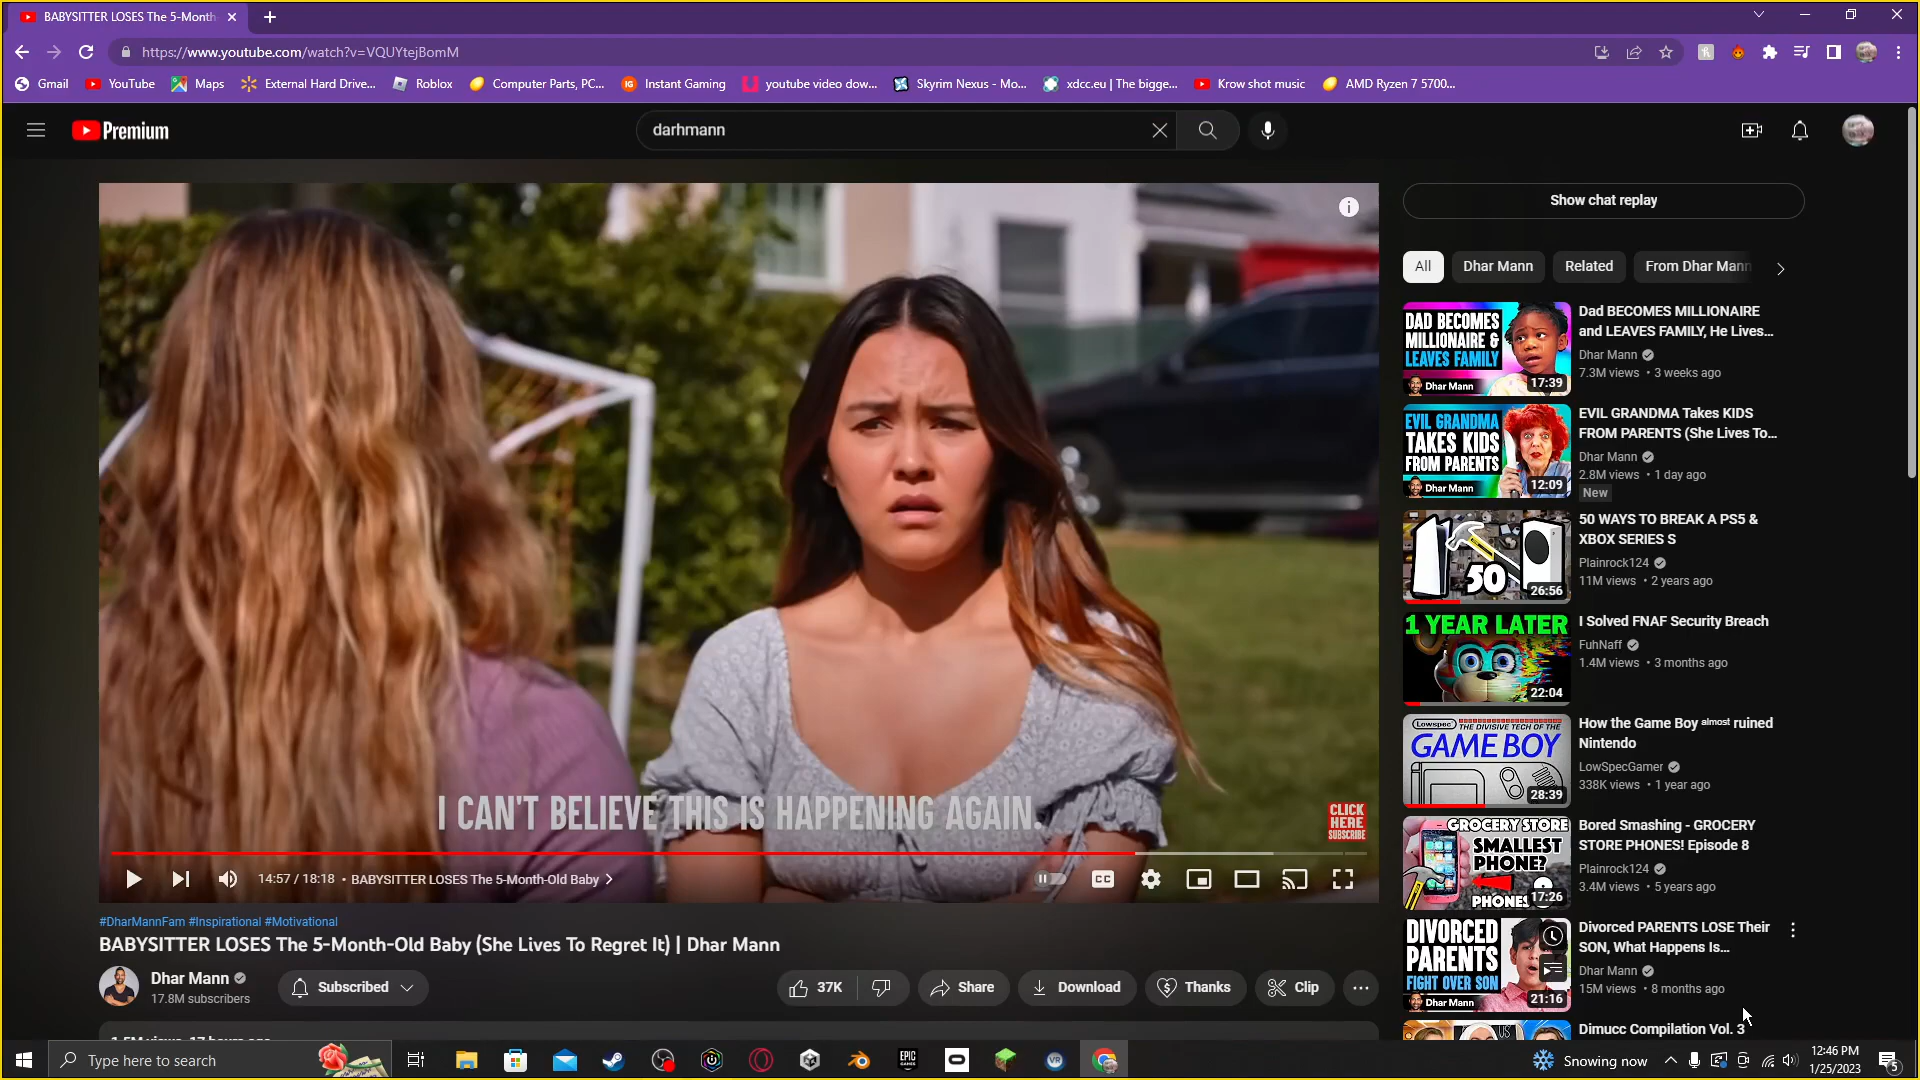 BABYSITTER LOSES The 5-Month-
https://www.youtube.com/watch?v=VQUYtejBomM
Gmail
YouTube
Maps
External Hard Drive...
Roblox
Computer Parts, PC...
IG
Instant Gaming
youtube video dow...
Skyrim Nexus - Mo...
xdcc.eu | The bigge...
Krow shot music
AMD Ryzen 7 5700...
Premium
darhmann
I CAN'T BELIEVE THIS IS HAPPENING AGAIN.
CLICK
HERE
SUBSCRIBE
14:57 / 18:18 • BABYSITTER LOSES The 5-Month-Old Baby
CC
#DharMannFam #Inspirational #Motivational
BABYSITTER LOSES The 5-Month-Old Baby (She Lives To Regret It) | Dhar Mann
Dhar Mann
17.8M subscribers
Subscribed
37K
Share
Download
Thanks
Clip
Show chat replay
All
Dhar Mann
Related
From Dhar Mann
DAD BECOMES
MILLIONAIRE &
LEAVES FAMILY
Dhar Mann
17:39
Dad BECOMES MILLIONAIRE
and LEAVES FAMILY, He Lives...
Dhar Mann
7.3M views • 3 weeks ago
EVIL GRANDMA
TAKES KIDS
FROM PARENTS
Dhar Mann
12:09
EVIL GRANDMA Takes KIDS
FROM PARENTS (She Lives To...
Dhar Mann
2.8M views • 1 day ago
New
50
26:56
50 WAYS TO BREAK A PS5 &
XBOX SERIES S
Plainrock124
11M views • 2 years ago
1 YEAR LATER
22:04
I Solved FNAF Security Breach
FuhNaff
1.4M views • 3 months ago
Lowspec
THE DIVISIVE TECH OF THE
GAME BOY
28:39
How the Game Boy almost ruined
Nintendo
LowSpecGamer
338K views • 1 year ago
GROCERY STORE
SMALLEST
PHONE?
PHONES
17:26
Bored Smashing - GROCERY
STORE PHONES! Episode 8
Plainrock124
3.4M views • 5 years ago
DIVORCED
PARENTS
FIGHT OVER SON
Dhar Mann
21:16
Divorced PARENTS LOSE Their
SON, What Happens Is...
Dhar Mann
15M views • 8 months ago
Dimucc Compilation Vol. 3
Type here to search
EPIC
GAMES
VR
Snowing now
12:46 PM
1/25/2023
5